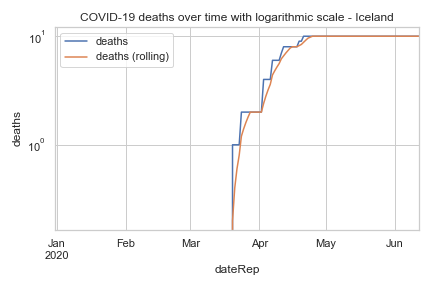 COVID-19 deaths over time with logarithmic scale - Iceland
deaths
deaths (rolling)
10¹
10⁰
deaths
Jan Feb Mar Apr May Jun
2020
dateRep